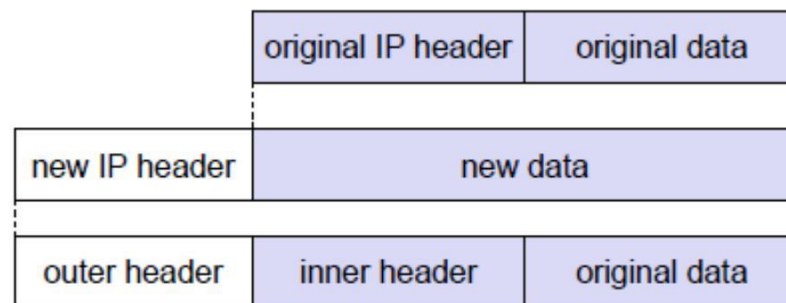 original IP header original data
new IP header new data
outer header inner header original data